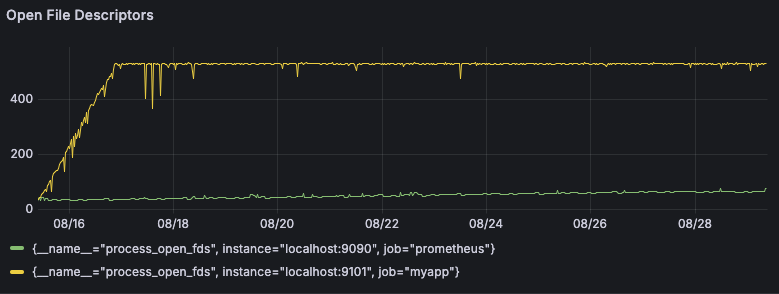 Open File Descriptors
400
200
0
08/16 08/18 08/20 08/22 08/24 08/26 08/28
{__name__="process_open_fds", instance="localhost:9090", job="prometheus"}
{__name__="process_open_fds", instance="localhost:9101", job="myapp"}